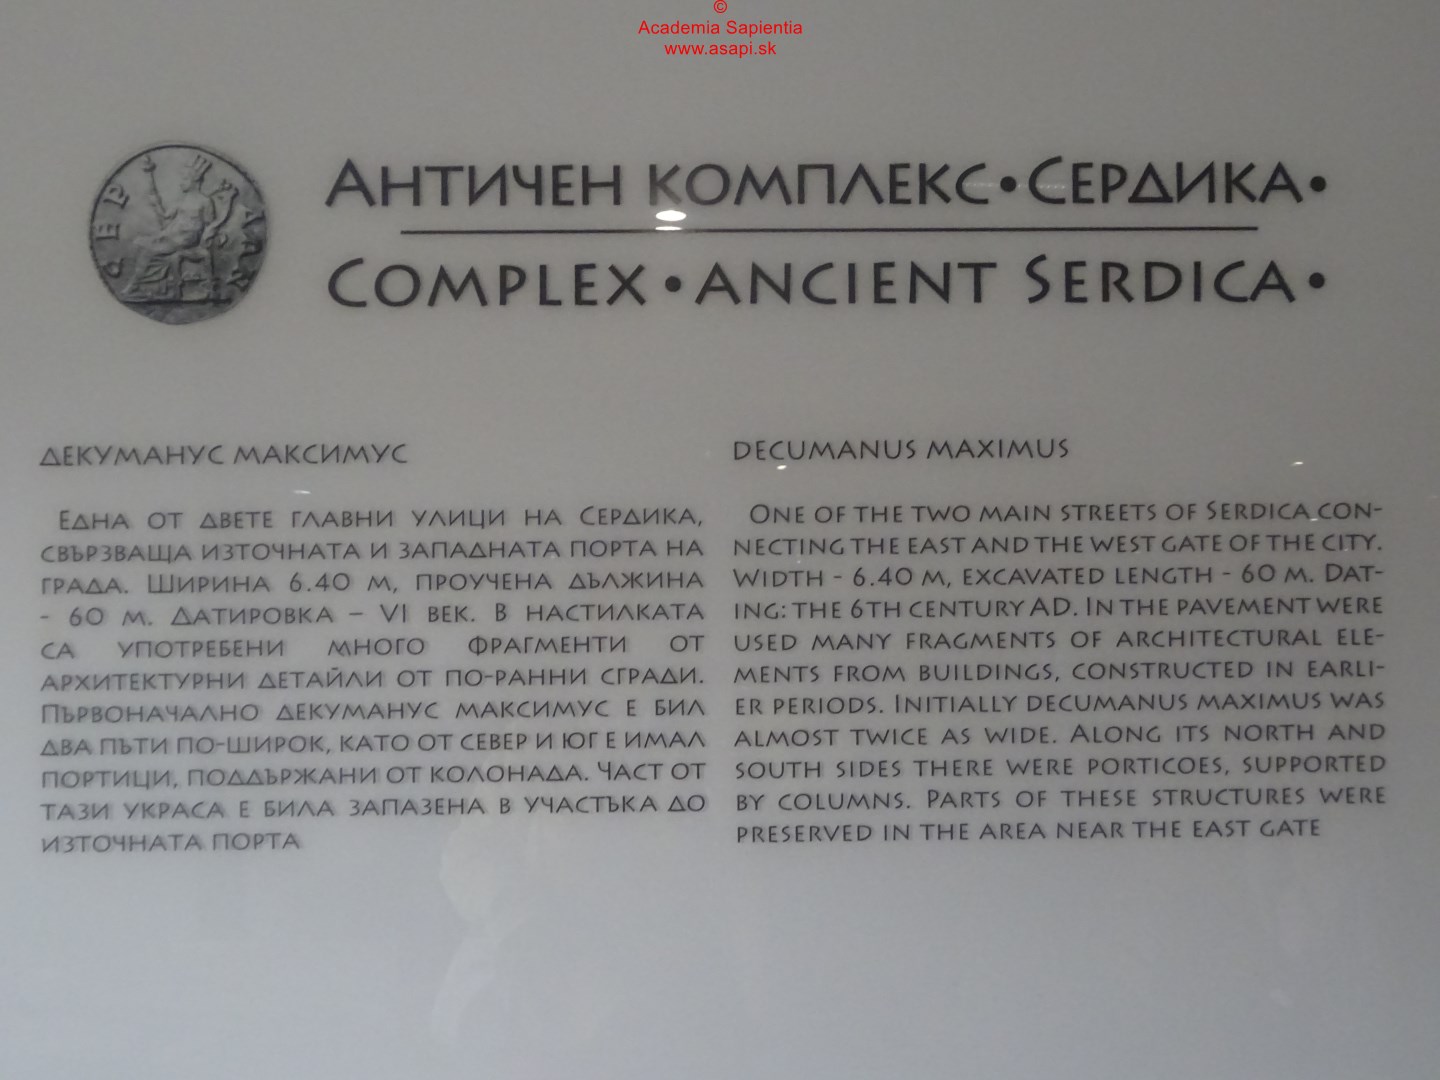 ©
Academia Sapientia
www.asapi.sk
Античен комплекс•Сердика•
Complex•ancient Serdica•
декуманус максимус
Една от двете главни улици на Сердика,
свързваща източната и западната порта на
града. Ширина 6.40 м, проучена дължина
- 60 м. Датировка – VI век. В настилката
са употребени много фрагменти от
архитектурни детайли от по-ранни сгради.
Първоначално декуманус максимус е бил
два пъти по-широк, като от север и юг е имал
портици, поддържани от колонада. Част от
тази украса е била запазена в участъка до
източната порта
decumanus maximus
One of the two main streets of Serdica con-
necting the east and the west gate of the city.
Width - 6.40 m, excavated length - 60 m. Dat-
ing: the 6th century AD. In the pavement were
used many fragments of architectural ele-
ments from buildings, constructed in earli-
er periods. Initially decumanus maximus was
almost twice as wide. Along its north and
south sides there were porticoes, supported
by columns. Parts of these structures were
preserved in the area near the east gate